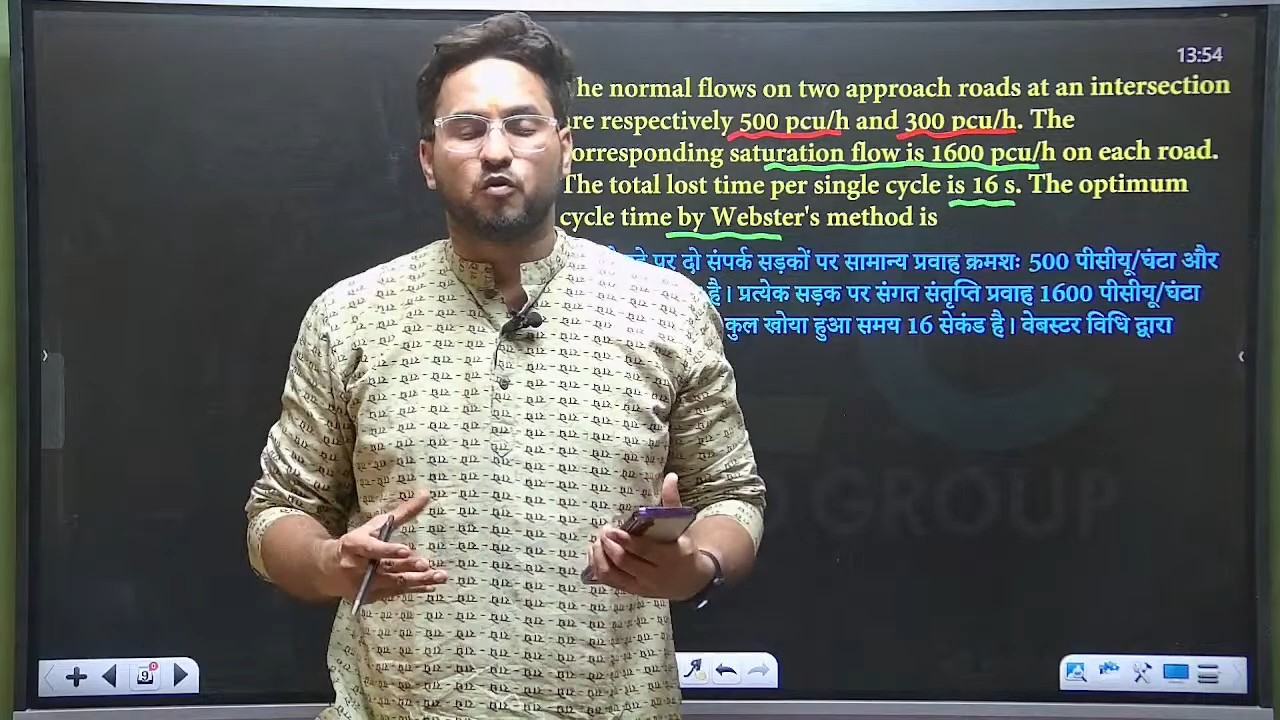 13:54
he normal flows on two approach roads at an intersection
are respectively 500 pcu/h and 300 pcu/h. The
orresponding saturation flow is 1600 pcu/h on each road.
The total lost time per single cycle is 16 s. The optimum
cycle time by Webster's method is
पर दो संपर्क सड़कों पर सामान्य प्रवाह क्रमशः 500 पीसीयू/घंटा और
है। प्रत्येक सड़क पर संगत संतृप्ति प्रवाह 1600 पीसीयू/घंटा
कुल खोया हुआ समय 16 सेकंड है। वेबस्टर विधि द्वारा
GROUP
9